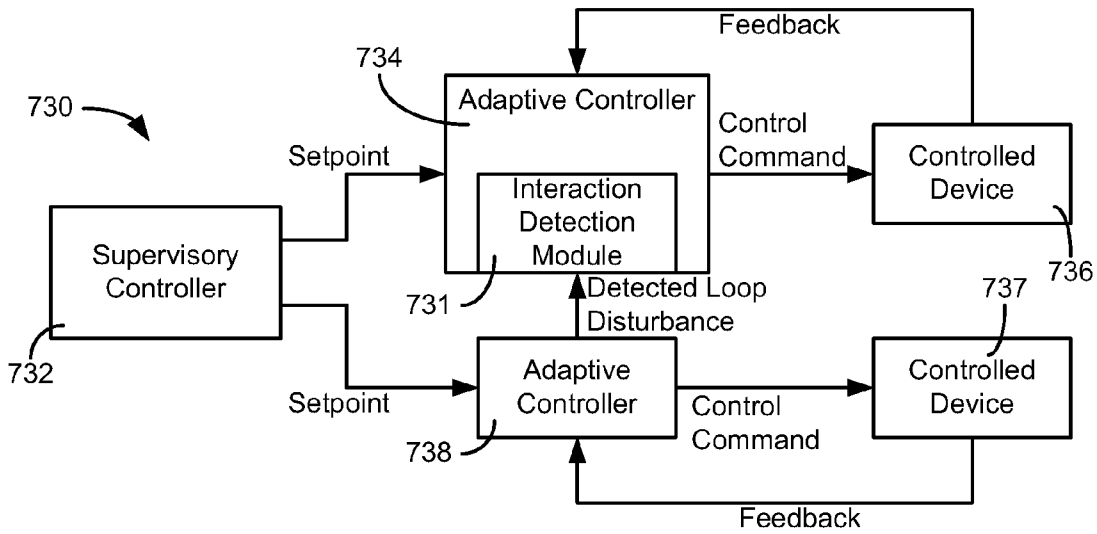 Feedback
734
Adaptive Controller
730
Control
Command
Setpoint
Controlled
Device
Interaction
Detection
Module
Supervisory
Controller
736
731
Detected Loop
Disturbance
737
732
Adaptive
Controller
Controlled
Device
Setpoint
Control
Command
738
Feedback